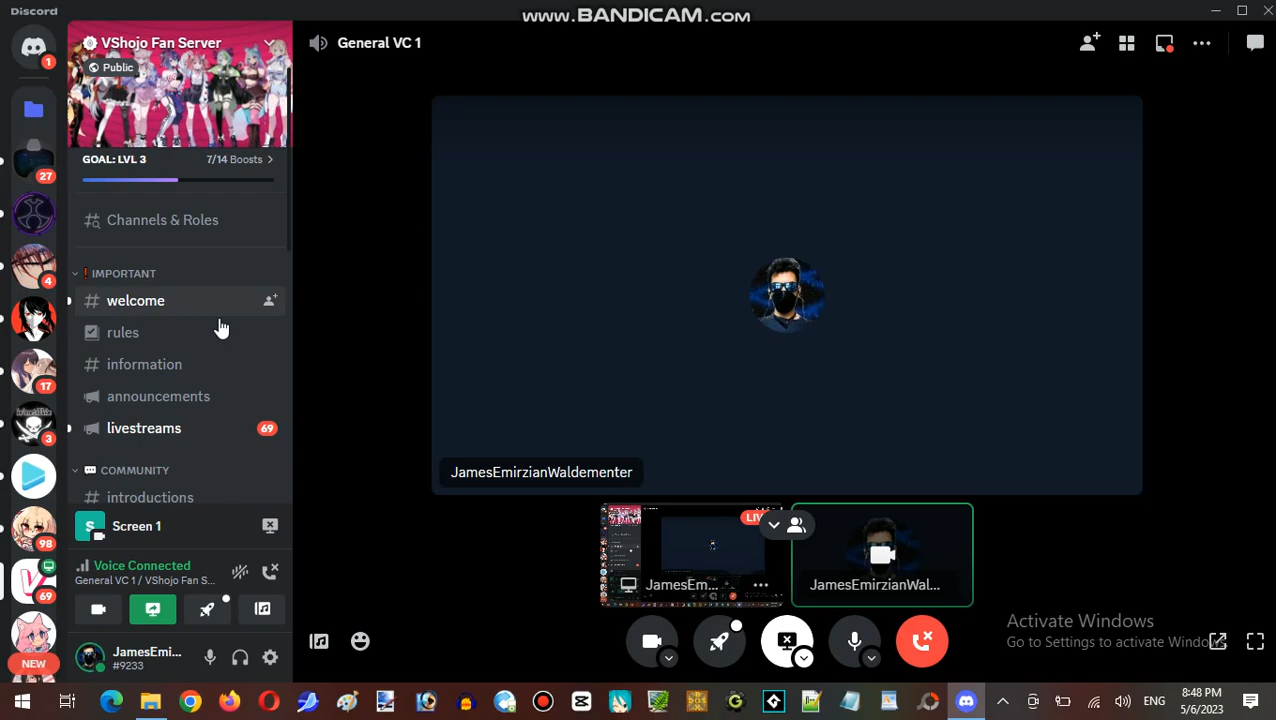 Discord
www.BANDICAM.com
1
VShojo Fan Server
Public
General VC 1
GOAL: LVL 3
7/14 Boosts
27
Channels & Roles
4
IMPORTANT
welcome
rules
information
17
announcements
livestreams
69
3
COMMUNITY
introductions
JamesEmirzianWaldementer
S
Screen 1
LIV
98
Voice Connected
General VC 1 / VShojo Fan S...
69
JamesEm...
JamesEmirzianWal...
Activate Windows
Go to Settings to activate Windows.
JamesEmi...
#9233
NEW
ENG
8:48 PM
5/6/2023